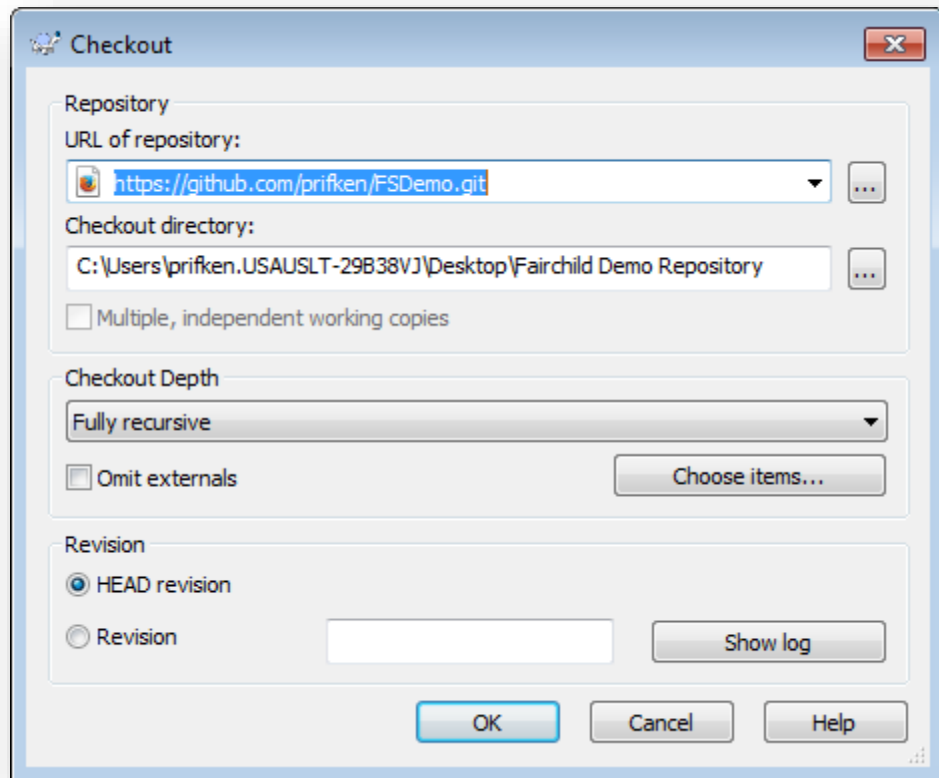 Checkout
Repository
URL of repository:
https://github.com/prifken/FSDemo.git
...
Checkout directory:
C:\Users\prifken.USAUSLT-29B38VJ\Desktop\Fairchild Demo Repository
...
Multiple, independent working copies
Checkout Depth
Fully recursive
Omit externals
Choose items...
Revision
HEAD revision
Revision
Show log
OK
Cancel
Help